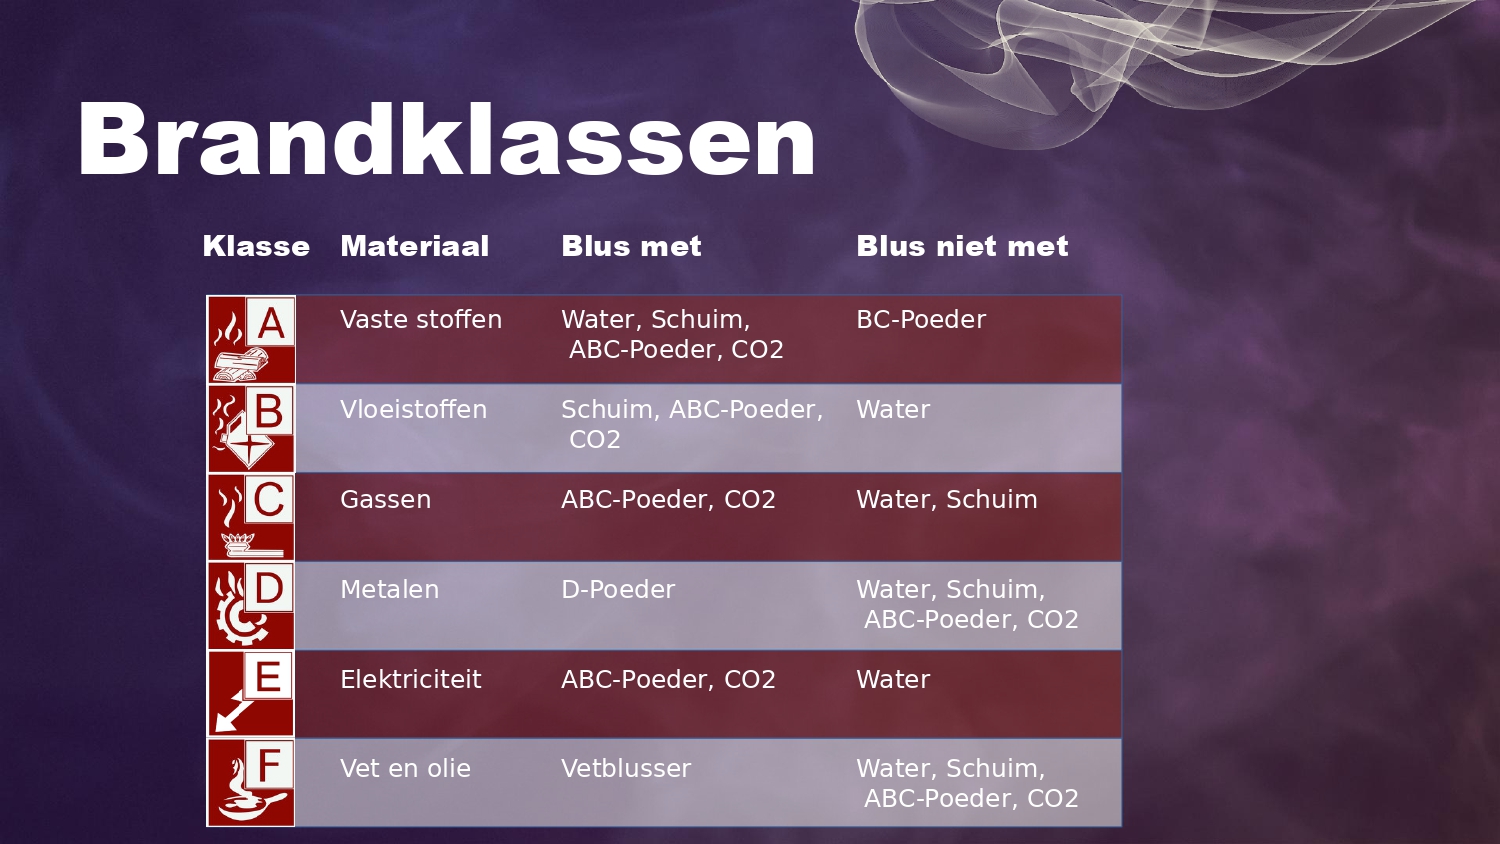 Brandklassen
Klasse Materiaal Blus met Blus niet met
A Vaste stoffen Water, Schuim, BC-Poeder
ABC-Poeder, CO2
B Vloeistoffen Schuim, ABC-Poeder, Water
CO2
C Gassen ABC-Poeder, CO2 Water, Schuim
D Metalen D-Poeder Water, Schuim,
ABC-Poeder, CO2
E Elektriciteit ABC-Poeder, CO2 Water
F Vet en olie Vetblusser Water, Schuim,
ABC-Poeder, CO2